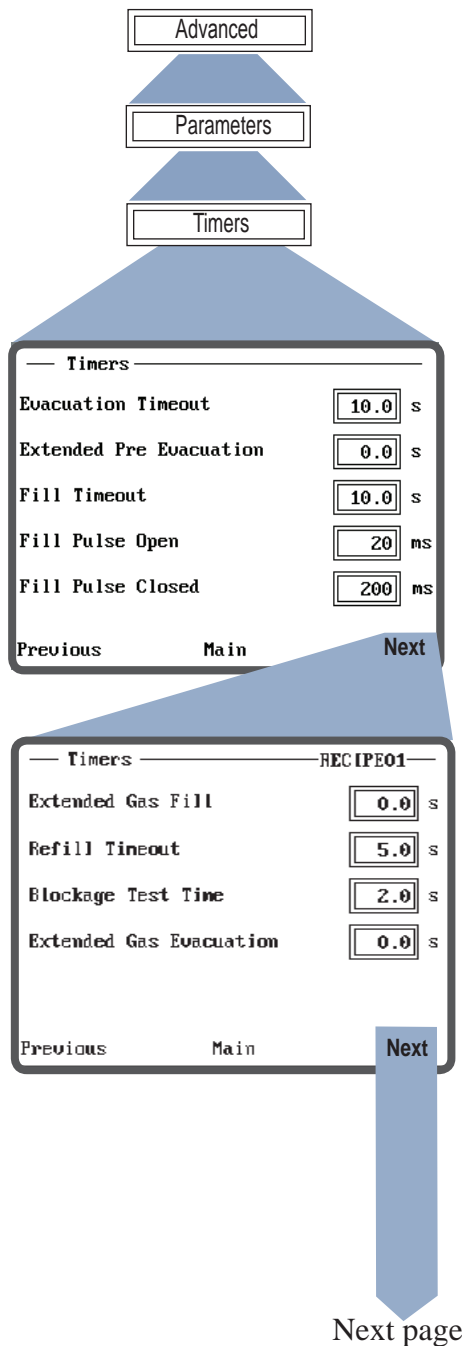 Advanced
Parameters
Timers
Timers
Evacuation Timeout 10.0 s
Extended Pre Evacuation 0.0 s
Fill Timeout 10.0 s
Fill Pulse Open 20 ms
Fill Pulse Closed 200 ms
Previous Main Next
Timers RECIPE01
Extended Gas Fill 0.0 s
Refill Timeout 5.0 s
Blockage Test Time 2.0 s
Extended Gas Evacuation 0.0 s
Previous Main Next
Next page